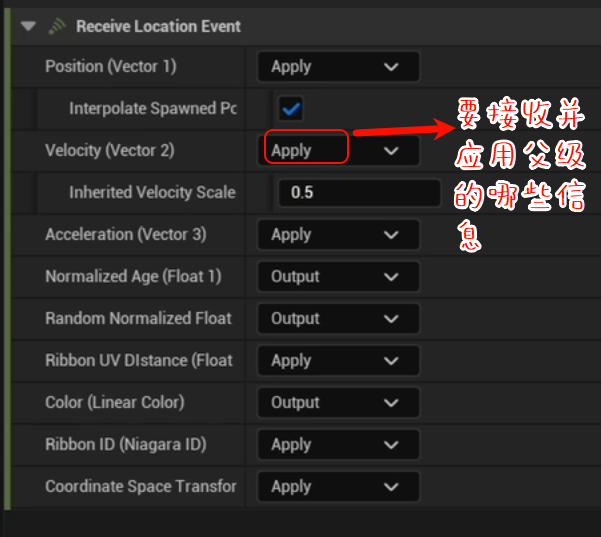 Receive Location Event
Position (Vector 1) Apply
Interpolate Spawned Po
Velocity (Vector 2) Apply
Inherited Velocity Scale 0.5
Acceleration (Vector 3) Apply
Normalized Age (Float 1) Output
Random Normalized Float Output
Ribbon UV DIstance (Float Apply
Color (Linear Color) Output
Ribbon ID (Niagara ID) Apply
Coordinate Space Transfor Apply
要接收并
应用父级
的哪些信
息